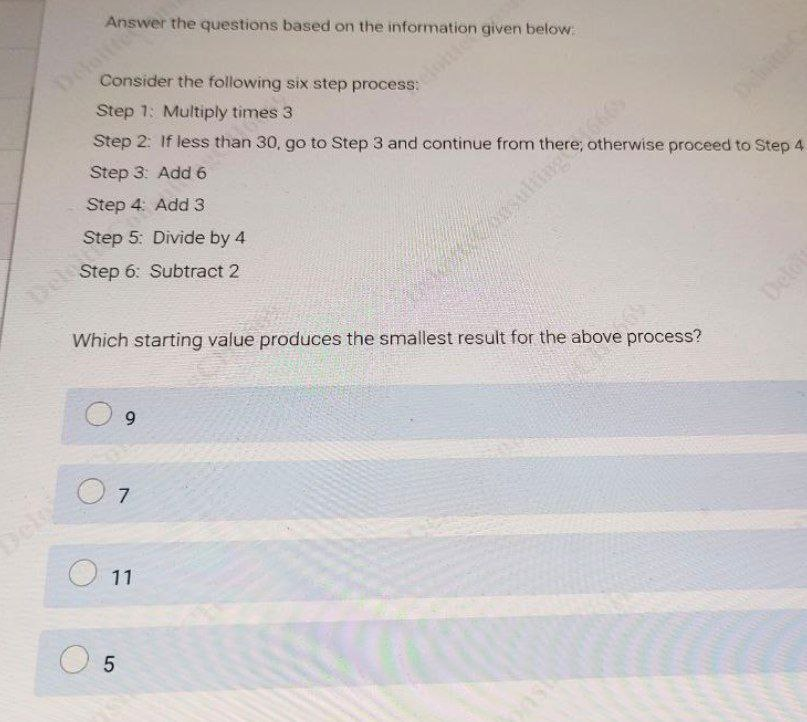 Answer the questions based on the information given below:
Consider the following six step process:
Step 1: Multiply times 3
Step 2: If less than 30, go to Step 3 and continue from there; otherwise proceed to Step 4
Step 3: Add 6
Step 4: Add 3
Step 5: Divide by 4
Step 6: Subtract 2
Which starting value produces the smallest result for the above process?
9
7
11
5